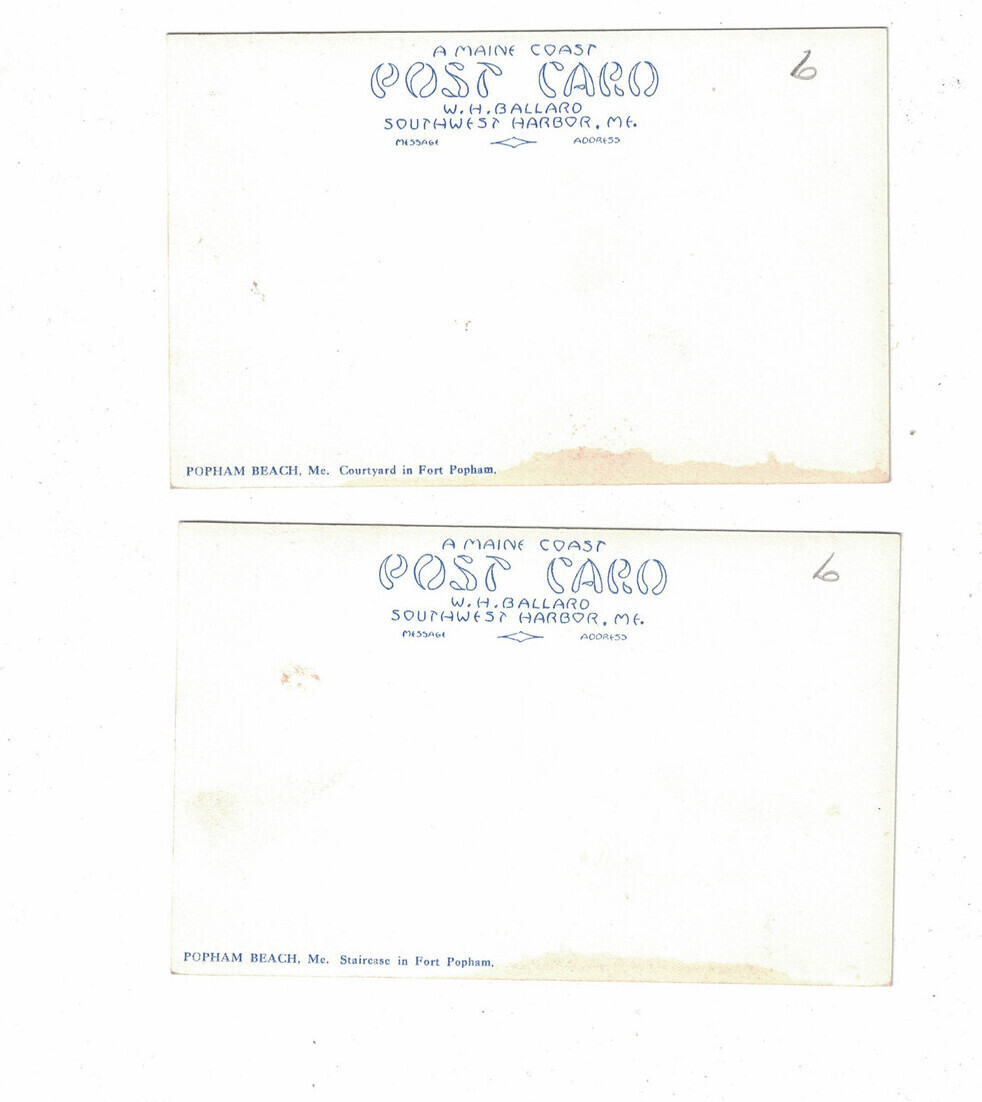 A MAINE COAST
6
POST CARD
W. H. BALLARD
SOUTHWEST HARBOR, ME.
MESSAGE ADDRESS
POPHAM BEACH, Me. Courtyard in Fort Popham.
A MAINE COAST
6
POST CARD
W. H. BALLARD
SOUTHWEST HARBOR, ME.
MESSAGE ADDRESS
POPHAM BEACH, Me. Staircase in Fort Popham.